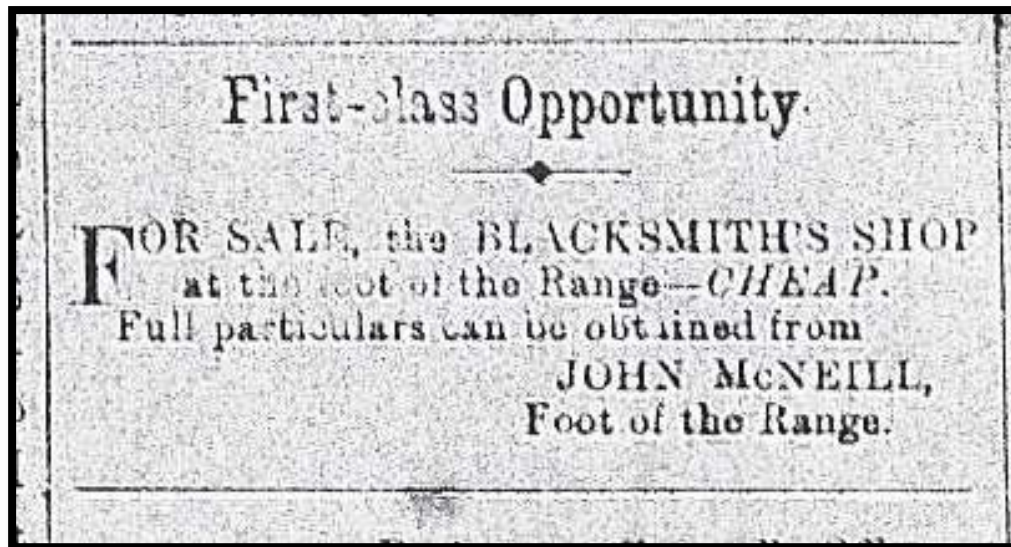 First-class Opportunity.
FOR SALE, the BLACKSMITH'S SHOP
at the foot of the Range—CHEAP.
Full particulars can be obtained from
JOHN McNEILL,
Foot of the Range.